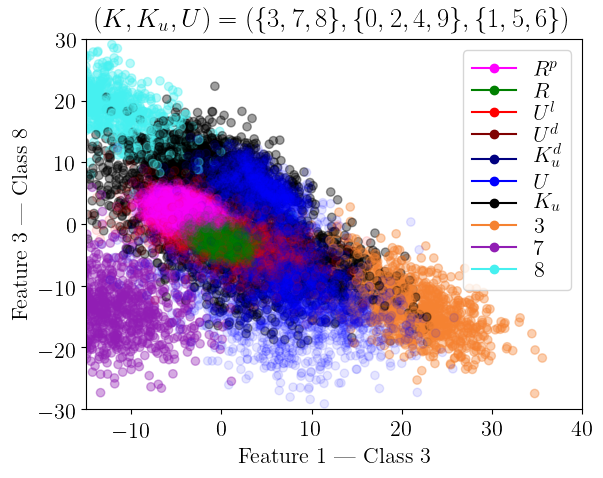 (K, K_u, U) = ({3, 7, 8}, {0, 2, 4, 9}, {1, 5, 6})
30
20
10
0
−10
−20
−30
Feature 3 — Class 8
R^p
R
U^l
U^d
K_u^d
U
K_u
3
7
8
−10
0
10
20
30
40
Feature 1 — Class 3